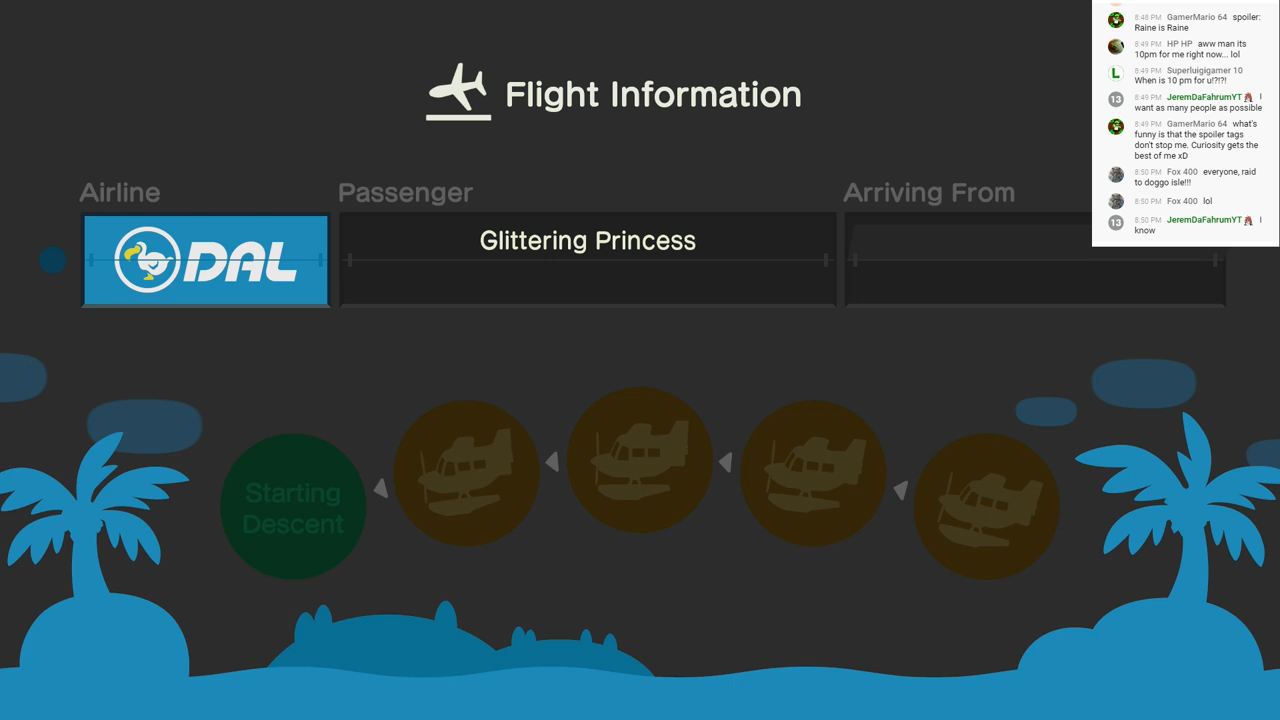 Flight Information
Airline
Passenger
Arriving From
DAL
Glittering Princess
Starting
Descent
8:48 PM GamerMario 64 spoiler:
Raine is Raine
8:49 PM HP HP aww man its
10pm for me right now... lol
L
8:49 PM Superluigigamer 10
When is 10 pm for u!?!?!
13
8:49 PM JeremDaFahrumYT I
want as many people as possible
8:49 PM GamerMario 64 what's
funny is that the spoiler tags
don't stop me. Curiosity gets the
best of me xD
8:50 PM Fox 400 everyone, raid
to doggo isle!!!
8:50 PM Fox 400 lol
13
8:50 PM JeremDaFahrumYT I
know